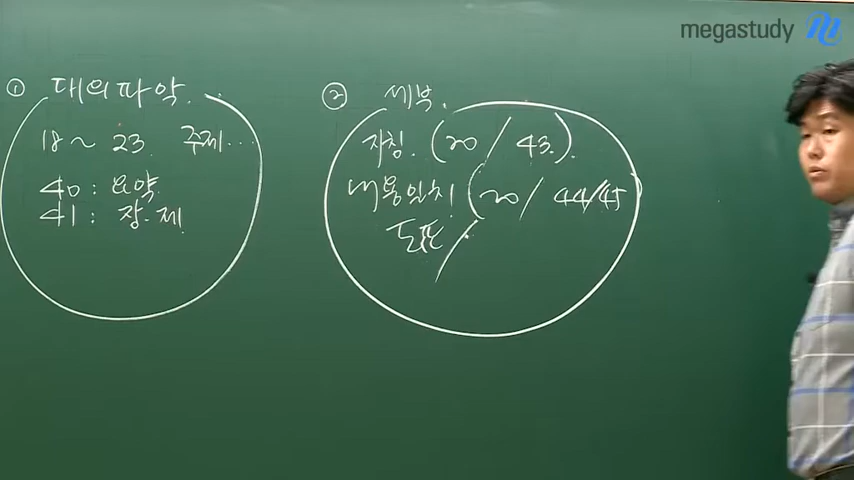 megastudy
① 대의파악.
18 ~ 23. 주제...
40 : 요약
41 : 장.제.
② 세부.
지칭. (20 / 43.).
내용일치 (20 / 44/45
도표 /